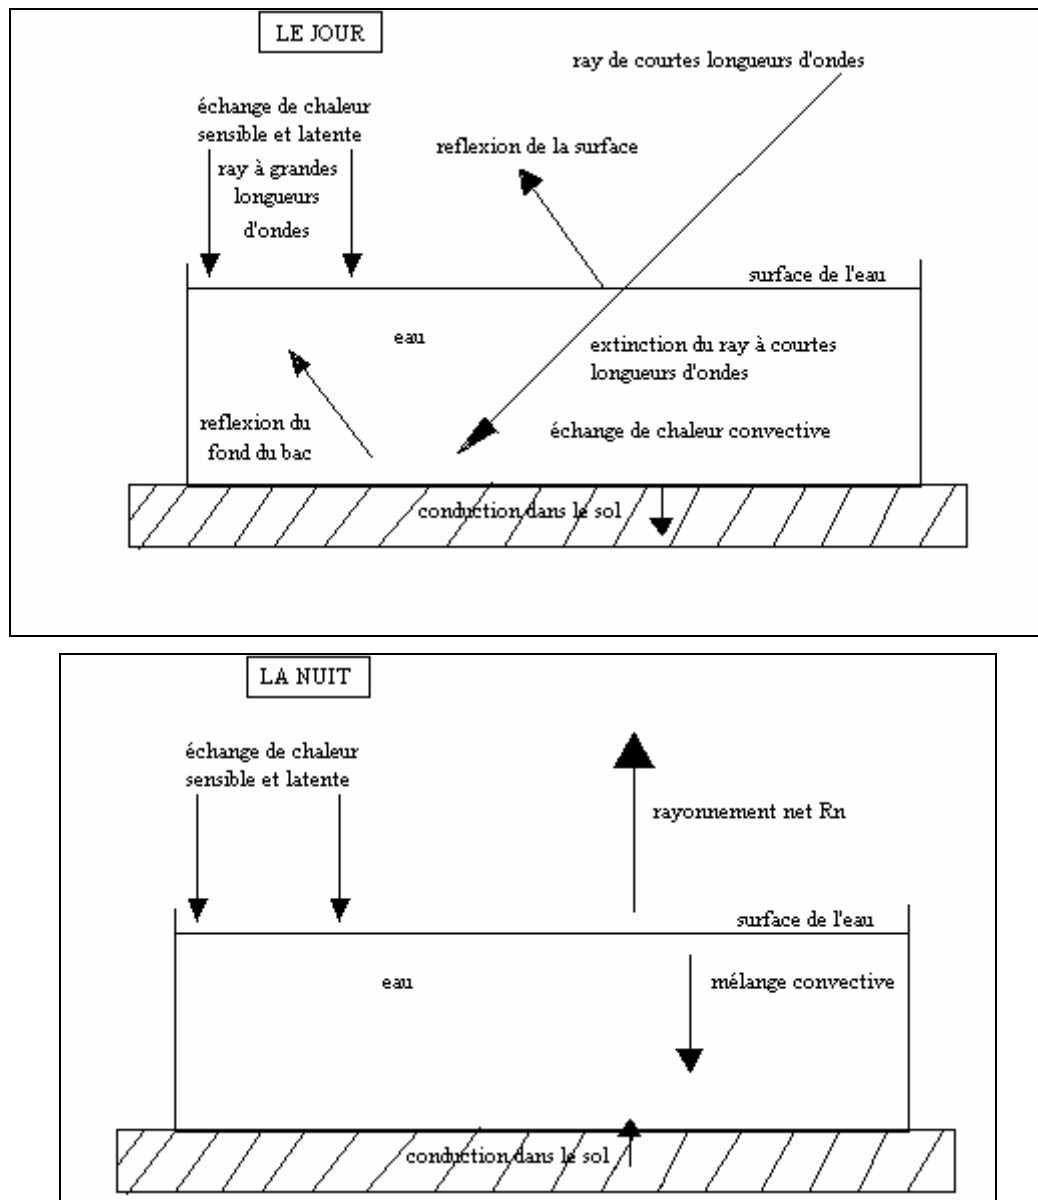 LE JOUR
ray de courtes longueurs d'ondes
échange de chaleur
sensible et latente
ray à grandes
longueurs
d'ondes
reflexion de la surface
surface de l'eau
eau
extinction du ray à courtes
longueurs d'ondes
reflexion du
fond du bac
échange de chaleur convective
conduction dans le sol
LA NUIT
échange de chaleur
sensible et latente
rayonnement net Rn
surface de l'eau
eau
mélange convective
conduction dans le sol